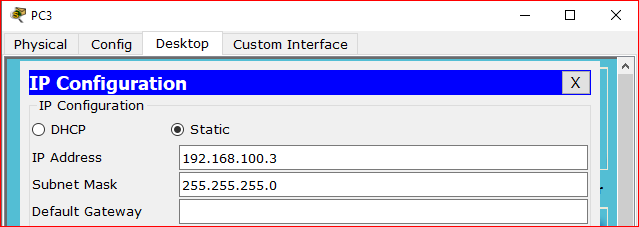 PC3
Physical Config Desktop Custom Interface
IP Configuration X
IP Configuration
DHCP Static
IP Address 192.168.100.3
Subnet Mask 255.255.255.0
Default Gateway